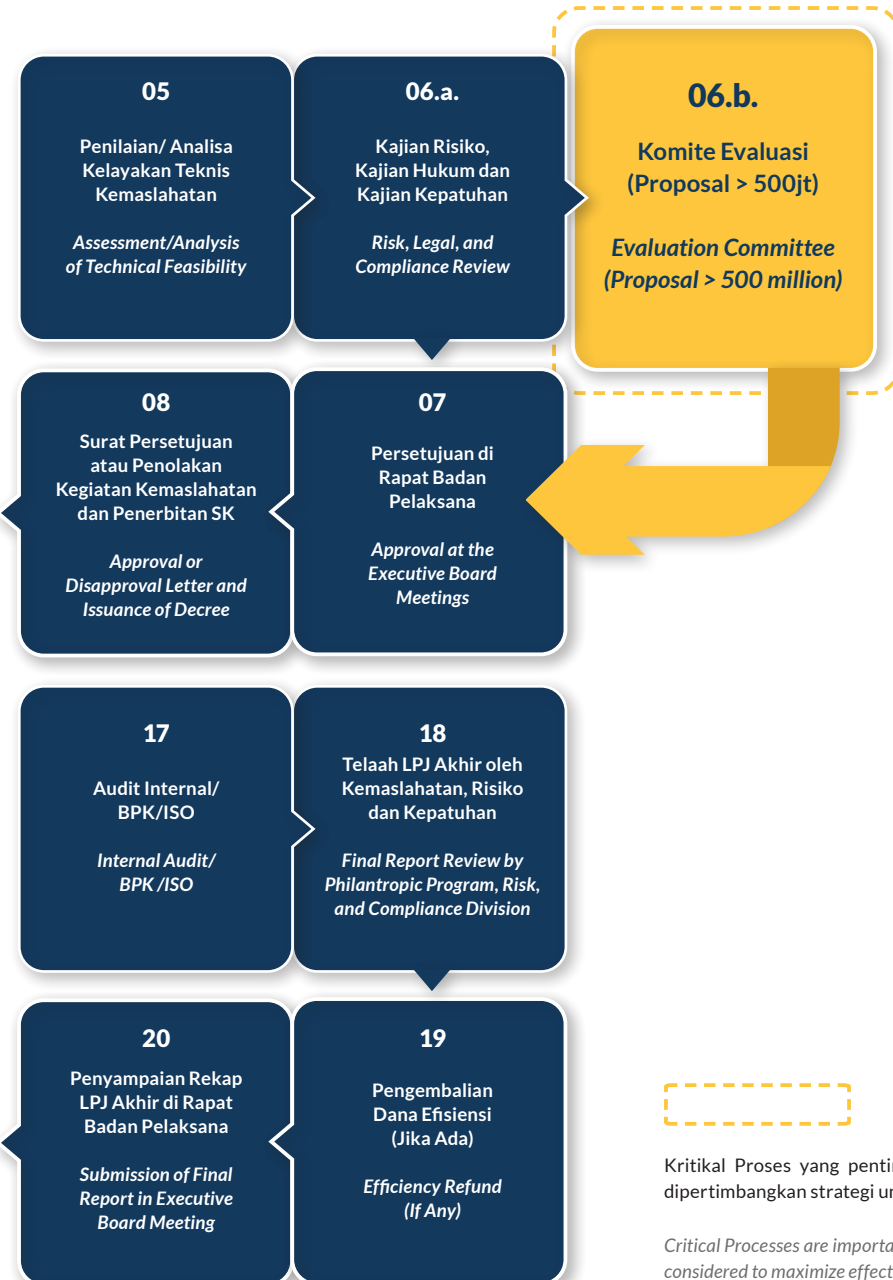 05
Penilaian/ Analisa
Kelayakan Teknis
Kemaslahatan
Assessment/Analysis
of Technical Feasibility
06.a.
Kajian Risiko,
Kajian Hukum dan
Kajian Kepatuhan
Risk, Legal, and
Compliance Review
06.b.
Komite Evaluasi
(Proposal > 500jt)
Evaluation Committee
(Proposal > 500 million)
08
Surat Persetujuan
atau Penolakan
Kegiatan Kemaslahatan
dan Penerbitan SK
Approval or
Disapproval Letter and
Issuance of Decree
07
Persetujuan di
Rapat Badan
Pelaksana
Approval at the
Executive Board
Meetings
17
Audit Internal/
BPK/ISO
Internal Audit/
BPK /ISO
18
Telaah LPJ Akhir oleh
Kemaslahatan, Risiko
dan Kepatuhan
Final Report Review by
Philantropic Program, Risk,
and Compliance Division
20
Penyampaian Rekap
LPJ Akhir di Rapat
Badan Pelaksana
Submission of Final
Report in Executive
Board Meeting
19
Pengembalian
Dana Efisiensi
(Jika Ada)
Efficiency Refund
(If Any)
Kritikal Proses yang
dipertimbangkan strategi
Critical Processes are
considered to maximize